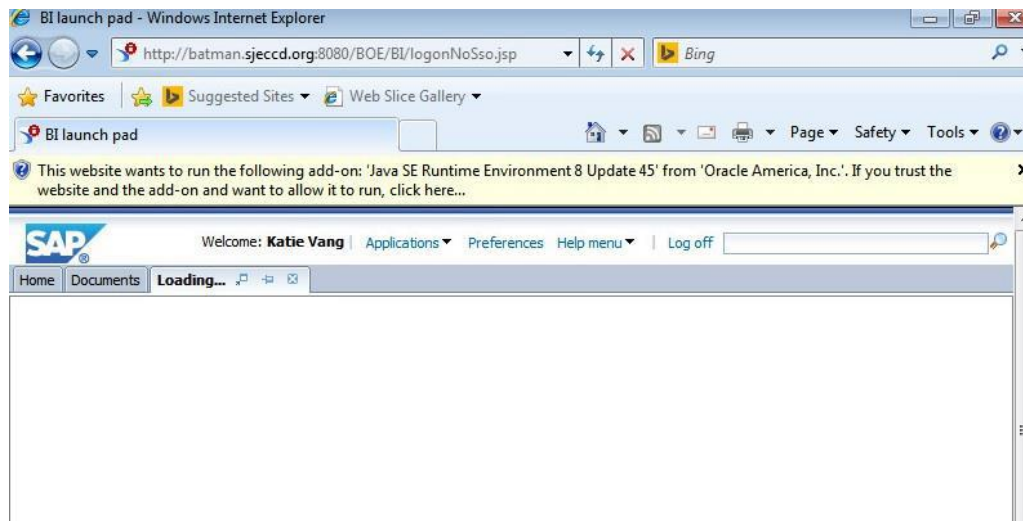 BI launch pad - Windows Internet Explorer
http://batman.sjeccd.org:8080/BOE/BI/logonNoSso.jsp Bing
Favorites Suggested Sites Web Slice Gallery
BI launch pad Page Safety Tools
This website wants to run the following add-on: 'Java SE Runtime Environment 8 Update 45' from 'Oracle America, Inc.'. If you trust the
website and the add-on and want to allow it to run, click here...
SAP® Welcome: Katie Vang | Applications Preferences Help menu | Log off
Home Documents Loading...